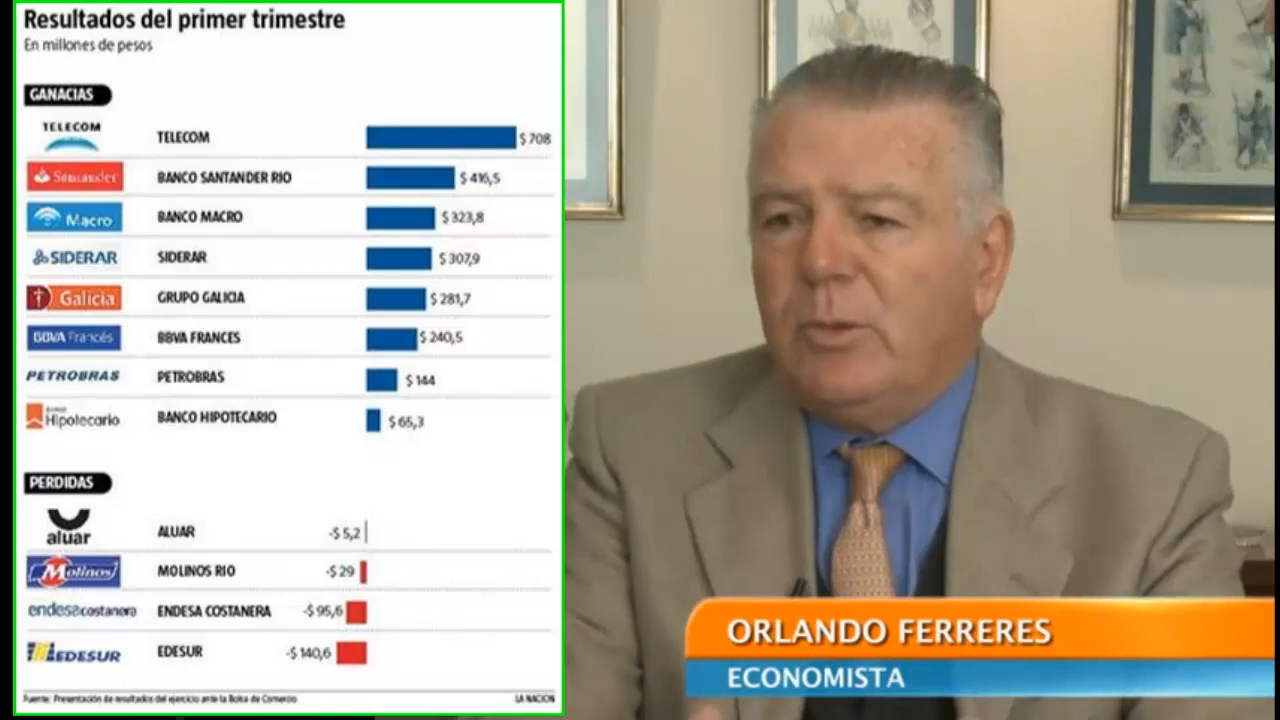 Resultados del primer trimestre
En millones de pesos
GANACIAS
TELECOM TELECOM $ 708
Santander BANCO SANTANDER RIO $ 416,5
Macro BANCO MACRO $ 323,8
SIDERAR SIDERAR $ 307,9
Galicia GRUPO GALICIA $ 281,7
BBVA Francés BBVA FRANCES $ 240,5
PETROBRAS PETROBRAS $ 144
BANCO Hipotecario BANCO HIPOTECARIO $ 65,3
PERDIDAS
aluar ALUAR -$ 5,2
Molinos MOLINOS RIO -$ 29
endesacostanera ENDESA COSTANERA -$ 95,6
EDESUR EDESUR -$ 140,6
Fuente: Presentación de resultados del ejercicio ante la Bolsa de Comercio LA NACION
ORLANDO FERRERES
ECONOMISTA